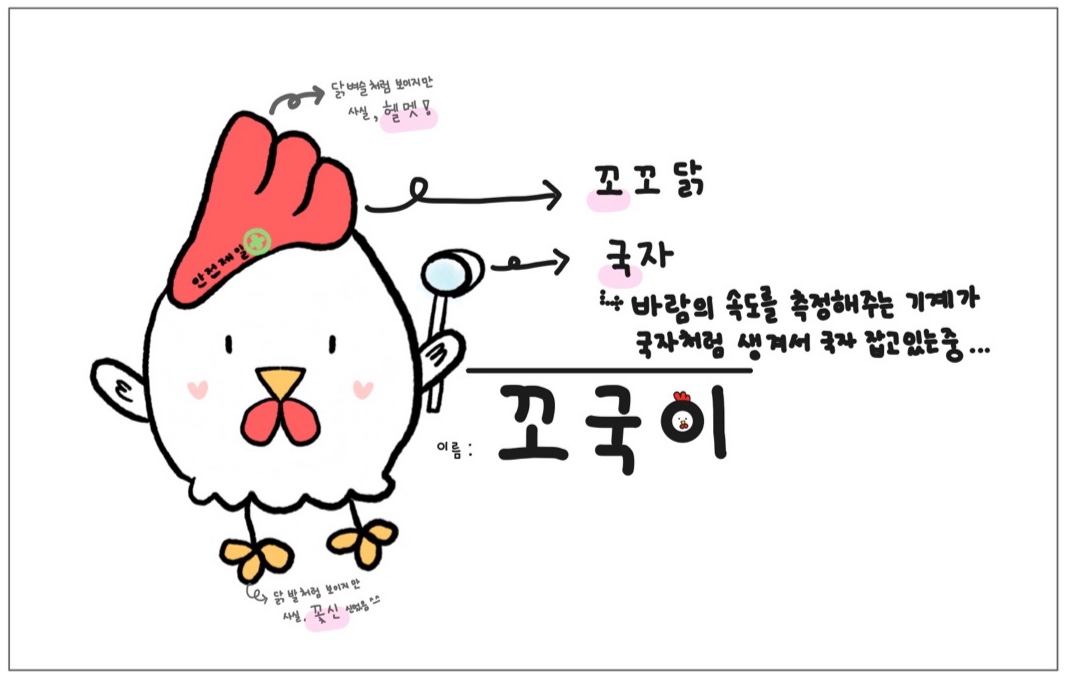 닭벼슬처럼 보이지만
사실, 헬멧!
꼬꼬닭
안전제일
국자
바람의 속도를 측정해주는 기계가
국자처럼 생겨서 국자 잡고있는중...
이름: 꼬국이
닭발처럼 보이지만
사실, 꽃신 신었음^^